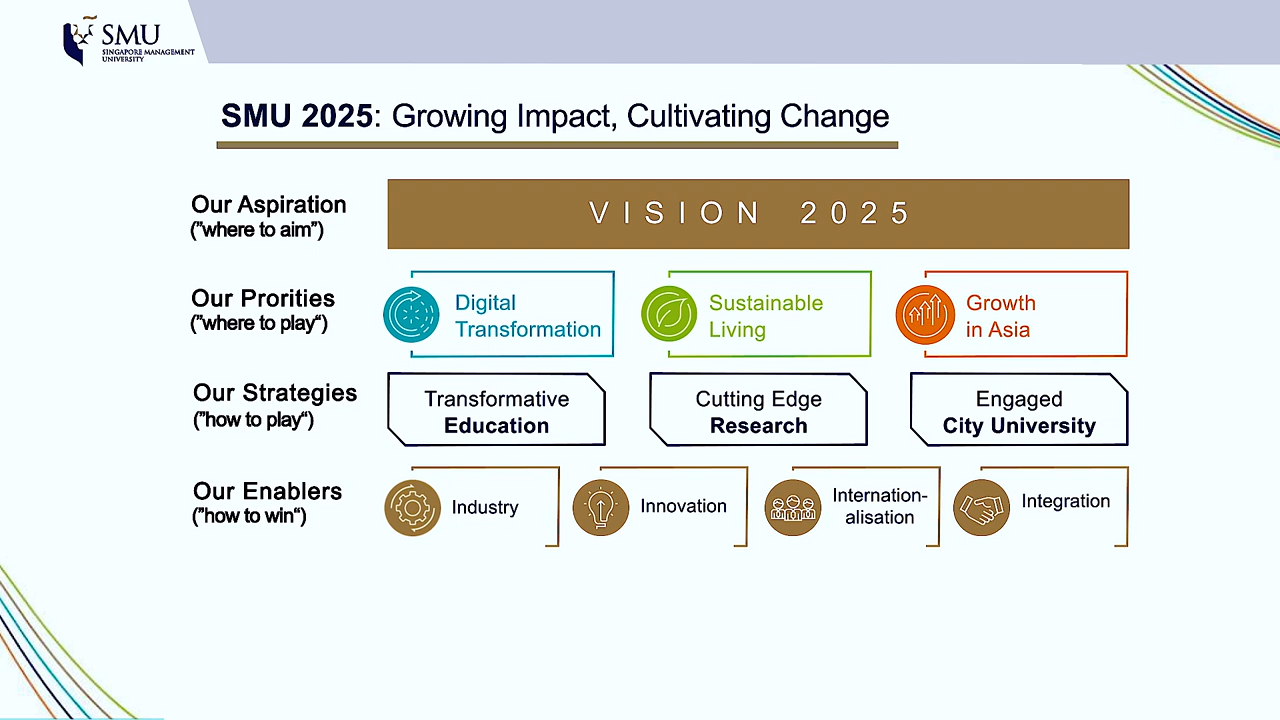 SMU
SINGAPORE MANAGEMENT
UNIVERSITY
SMU 2025: Growing Impact, Cultivating Change
Our Aspiration
("where to aim")
VISION 2025
Our Prorities
("where to play“)
Digital
Transformation
Sustainable
Living
Growth
in Asia
Our Strategies
("how to play“)
Transformative
Education
Cutting Edge
Research
Engaged
City University
Our Enablers
("how to win“)
Industry
Innovation
Internation-
alisation
Integration